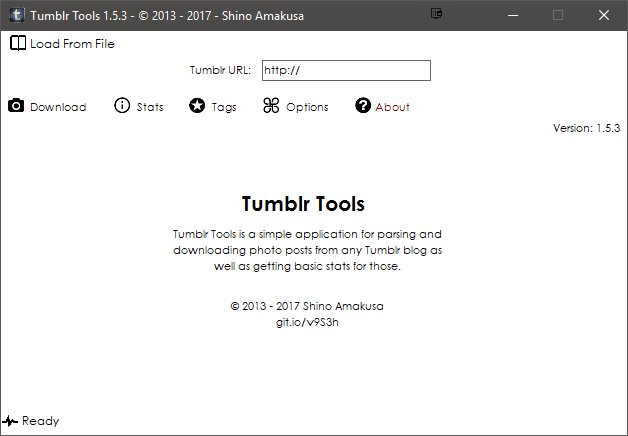 Tumblr Tools 1.5.3 - © 2013 - 2017 - Shino Amakusa
Load From File
Tumblr URL: http://
Download Stats Tags Options About
Version: 1.5.3
Tumblr Tools
Tumblr Tools is a simple application for parsing and
downloading photo posts from any Tumblr blog as
well as getting basic stats for those.
© 2013 - 2017 Shino Amakusa
git.io/v9S3h
Ready